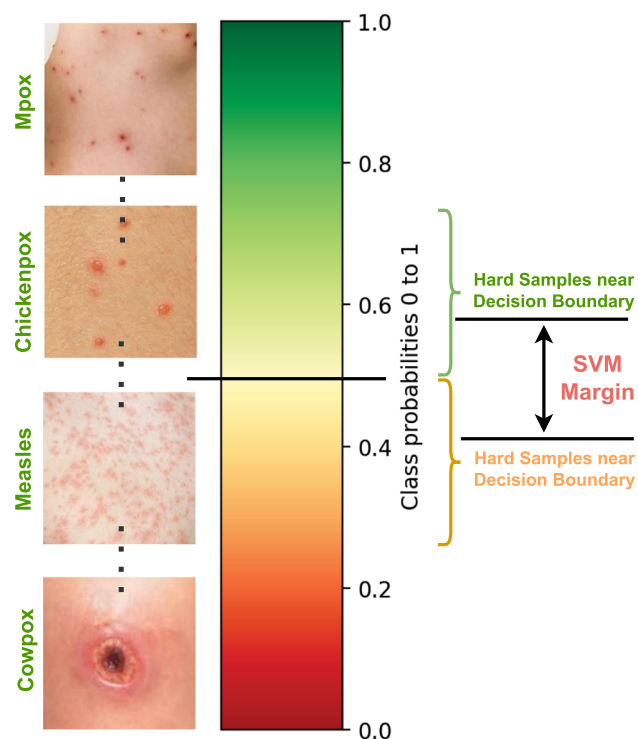 Mpox
Chickenpox
Measles
Cowpox
1.0
0.8
0.6
0.4
0.2
0.0
Class probabilities 0 to 1
Hard Samples near
Decision Boundary
SVM
Margin
Hard Samples near
Decision Boundary